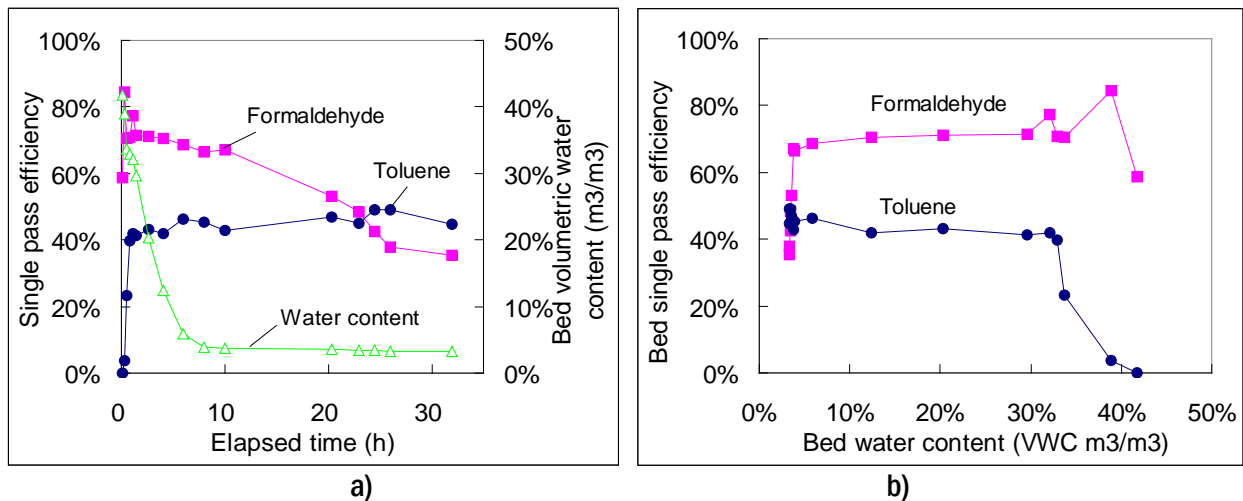 100%
80%
60%
40%
20%
0%
Single pass efficiency
50%
40%
30%
20%
10%
0%
Bed volumetric water
content (m3/m3)
Formaldehyde
Toluene
Water content
0 10 20 30
Elapsed time (h)
a)
100%
80%
60%
40%
20%
0%
Bed single pass efficiency
Formaldehyde
Toluene
0% 10% 20% 30% 40% 50%
Bed water content (VWC m3/m3)
b)